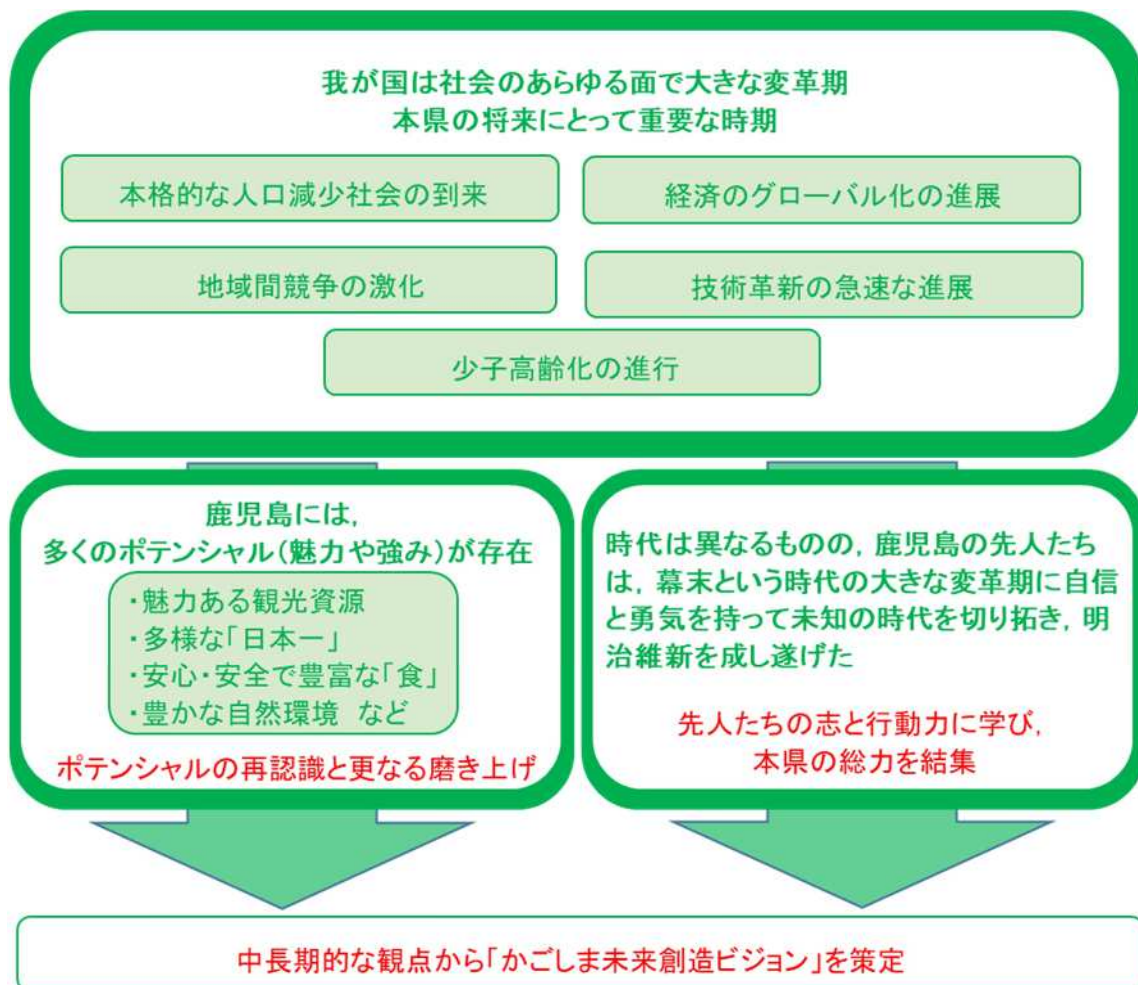 我が国は社会のあらゆる面で大きな変革期
本県の将来にとって重要な時期
本格的な人口減少社会の到来
経済のグローバル化の進展
地域間競争の激化
技術革新の急速な進展
少子高齢化の進行
鹿児島には,
多くのポテンシャル(魅力や強み)が存在
・魅力ある観光資源
・多様な「日本一」
・安心・安全で豊富な「食」
・豊かな自然環境 など
ポテンシャルの再認識と更なる磨き上げ
時代は異なるものの, 鹿児島の先人たち
は, 幕末という時代の大きな変革期に自信
と勇気を持って未知の時代を切り拓き, 明
治維新を成し遂げた
先人たちの志と行動力に学び,
本県の総力を結集
中長期的な観点から「かごしま未来創造ビジョン」を策定